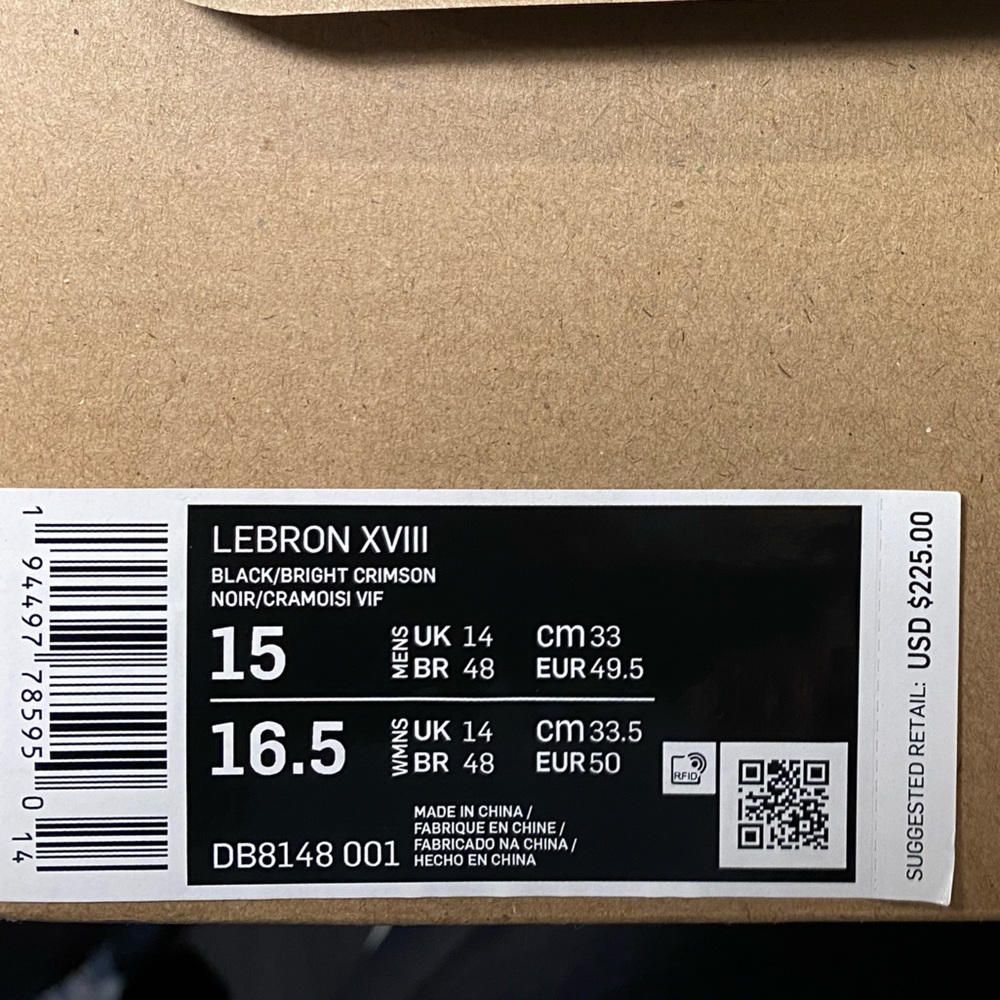 LEBRON XVIII
BLACK/BRIGHT CRIMSON
NOIR/CRAMOISI VIF
15 MENS UK 14 cm 33
BR 48 EUR 49.5
16.5 WMNS UK 14 cm 33.5
BR 48 EUR 50
RFID
MADE IN CHINA /
FABRIQUE EN CHINE /
FABRICADO NA CHINA /
HECHO EN CHINA
DB8148 001
1 94497 78595 0 14
SUGGESTED RETAIL: USD $225.00